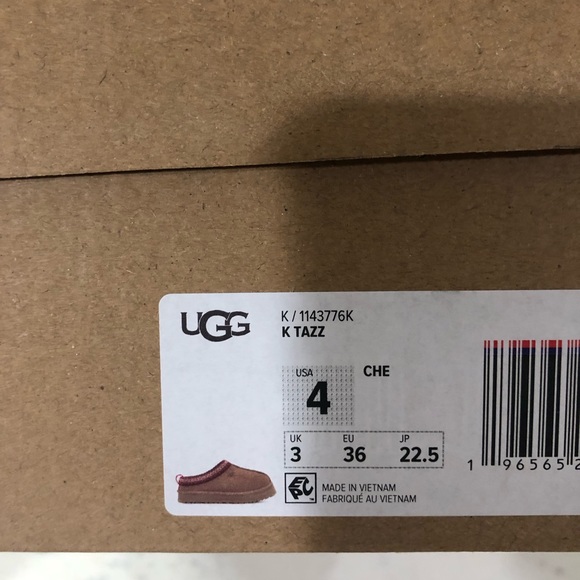 UGG
K / 1143776K
K TAZZ
USA
4
CHE
UK EU JP
3 36 22.5
EPC
MADE IN VIETNAM
FABRIQUÉ AU VIETNAM
1 96565 2